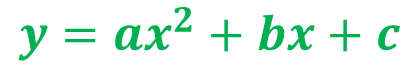 y = ax² + bx + c